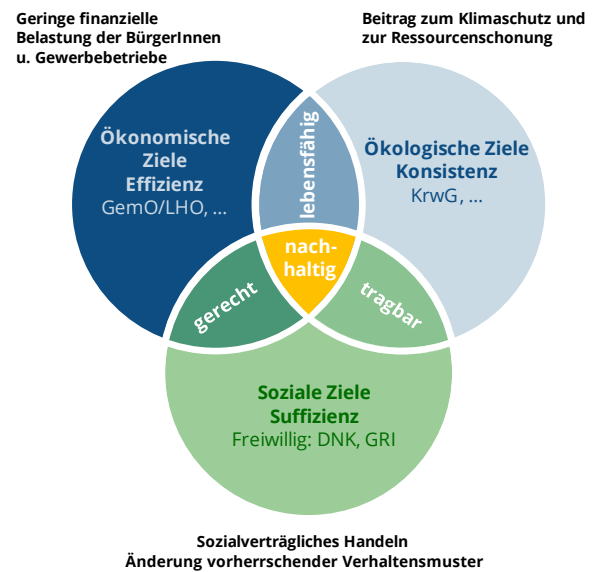 Geringe finanzielle
Belastung der BürgerInnen
u. Gewerbebetriebe
Beitrag zum Klimaschutz und
zur Ressourcenschonung
Ökonomische
Ziele
Effizienz
GemO/LHO, ...
lebensfähig
Ökologische Ziele
Konsistenz
KrwG, ...
nach-
haltig
gerecht
tragbar
Soziale Ziele
Suffizienz
Freiwillig: DNK, GRI
Sozialverträgliches Handeln
Änderung vorherrschender Verhaltensmuster